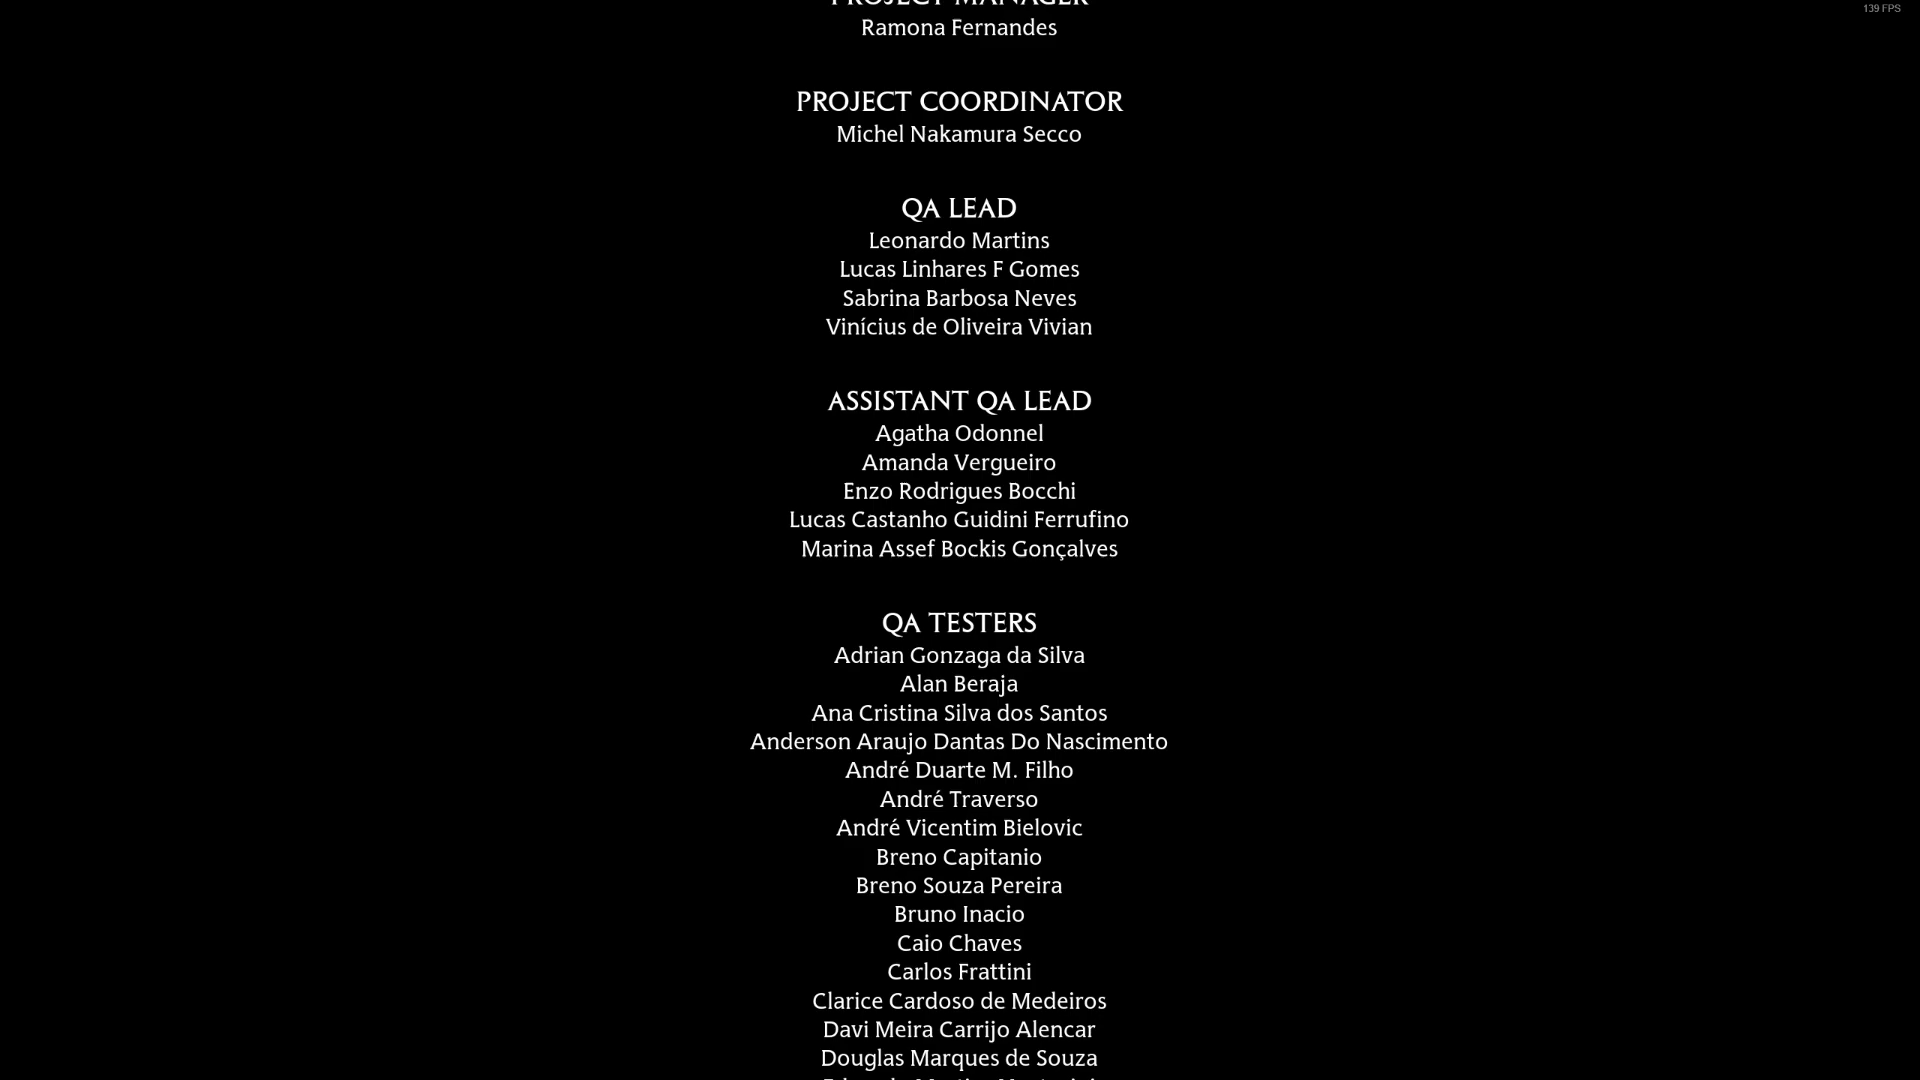 139 FPS
PROJECT MANAGER
Ramona Fernandes
PROJECT COORDINATOR
Michel Nakamura Secco
QA LEAD
Leonardo Martins
Lucas Linhares F Gomes
Sabrina Barbosa Neves
Vinícius de Oliveira Vivian
ASSISTANT QA LEAD
Agatha Odonnel
Amanda Vergueiro
Enzo Rodrigues Bocchi
Lucas Castanho Guidini Ferrufino
Marina Assef Bockis Gonçalves
QA TESTERS
Adrian Gonzaga da Silva
Alan Beraja
Ana Cristina Silva dos Santos
Anderson Araujo Dantas Do Nascimento
André Duarte M. Filho
André Traverso
André Vicentim Bielovic
Breno Capitanio
Breno Souza Pereira
Bruno Inacio
Caio Chaves
Carlos Frattini
Clarice Cardoso de Medeiros
Davi Meira Carrijo Alencar
Douglas Marques de Souza